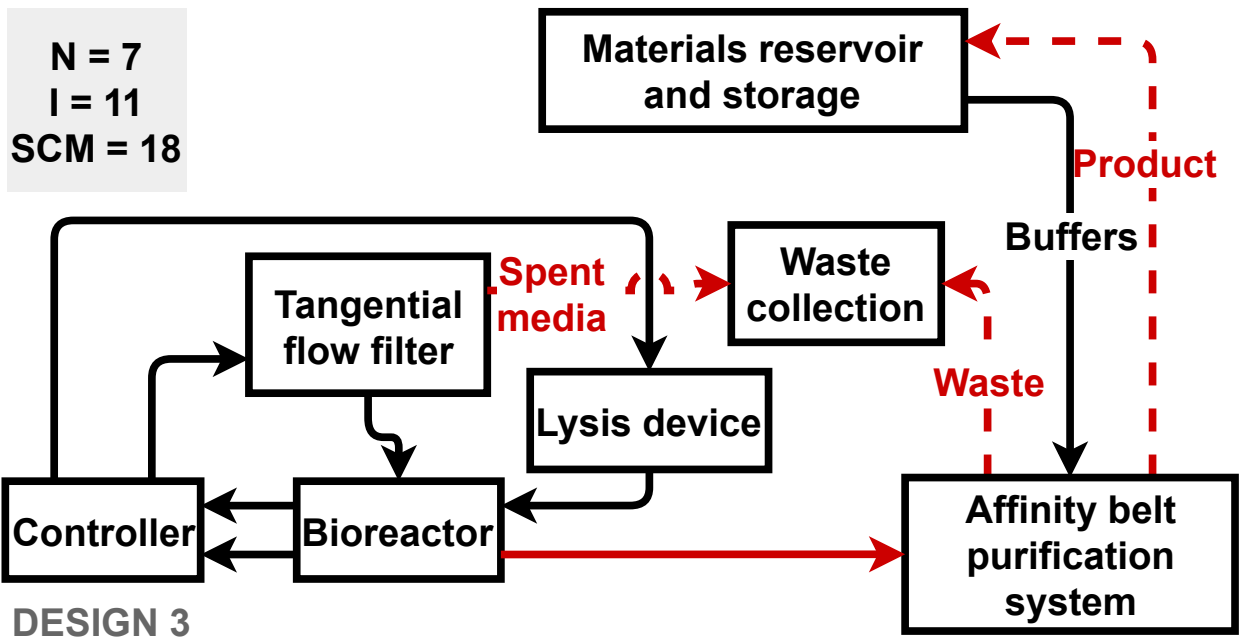 N = 7
I = 11
SCM = 18
Materials reservoir
and storage
Product
Buffers
Spent
media
Waste
collection
Tangential
flow filter
Waste
Lysis device
Controller
Bioreactor
Affinity belt
purification
system
DESIGN 3